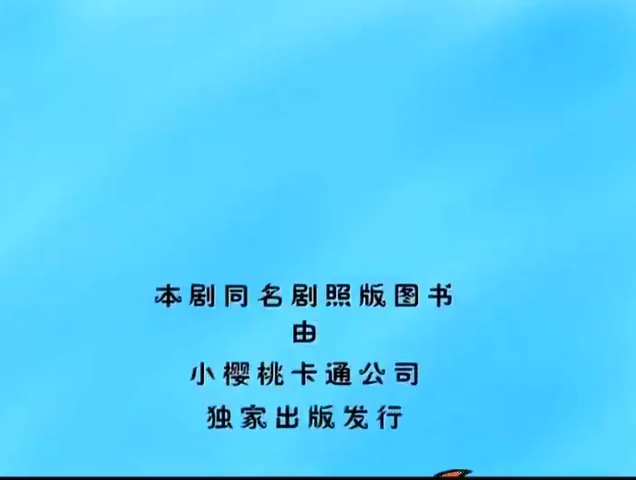 本剧同名剧照版图书
由
小樱桃卡通公司
独家出版发行